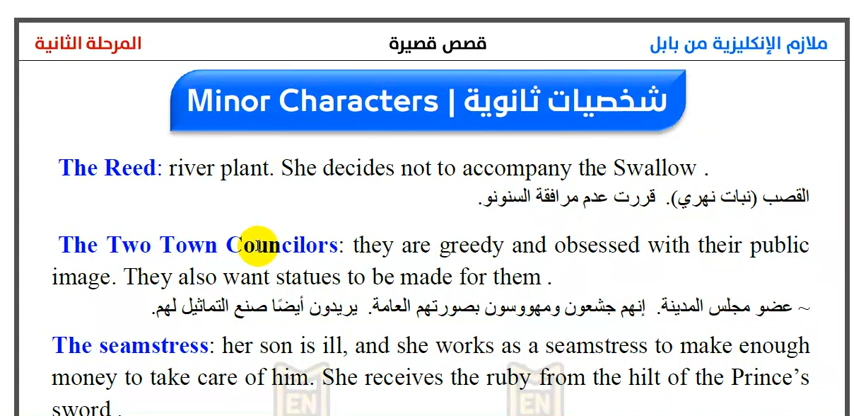 ملازم الإنكليزية من بابل قصص قصيرة المرحلة الثانية
شخصيات ثانوية | Minor Characters
The Reed: river plant. She decides not to accompany the Swallow .
القصب (نبات نهري). قررت عدم مرافقة السنونو.
The Two Town Councilors: they are greedy and obsessed with their public
image. They also want statues to be made for them .
~ عضو مجلس المدينة. إنهم جشعون ومهووسون بصورتهم العامة. يريدون أيضًا صنع التماثيل لهم.
The seamstress: her son is ill, and she works as a seamstress to make enough
money to take care of him. She receives the ruby from the hilt of the Prince’s
sword .
EN EN